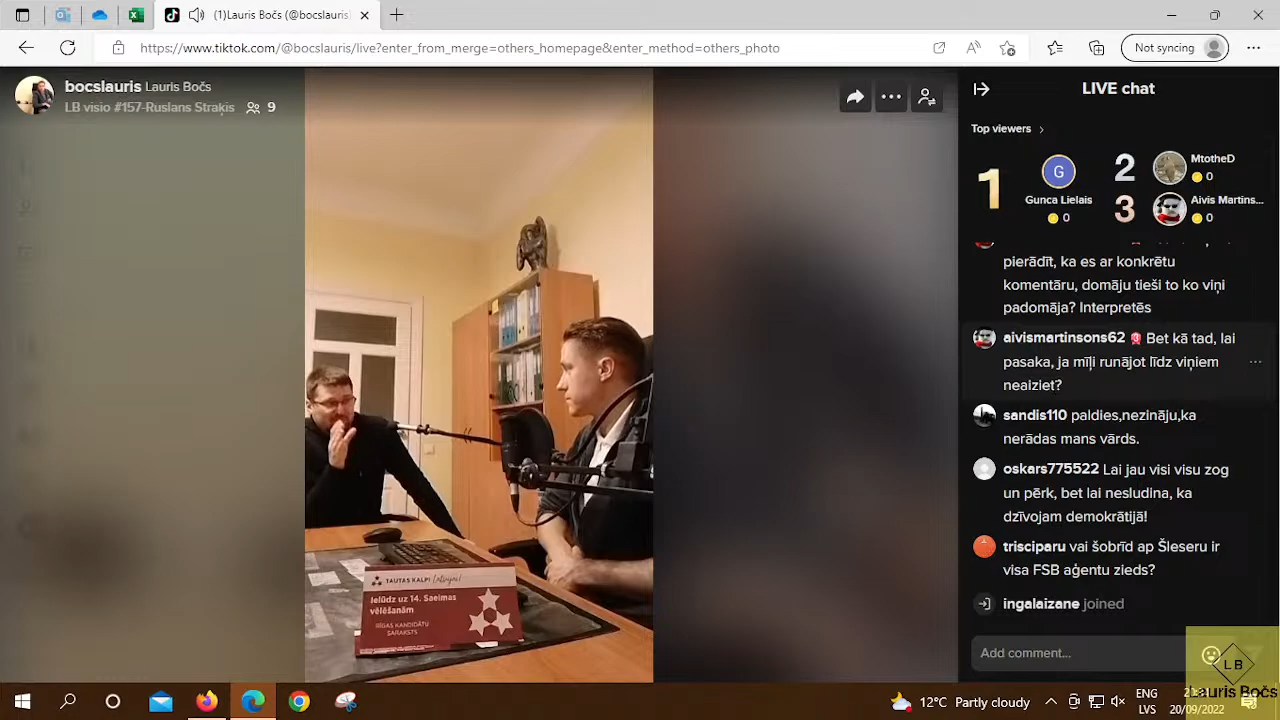 (1)Lauris Bočs (@bocslauris
https://www.tiktok.com/@bocslauris/live?enter_from_merge=others_homepage&enter_method=others_photo
Not syncing
bocslauris Lauris Bočs
LB visio #157-Ruslans Straķis 9
LIVE chat
Top viewers
1
G
Gunca Lielais
0
2
MtotheD
0
3
Aivis Martins...
0
pierādīt, ka es ar konkrētu
komentāru, domāju tieši to ko viņi
padomāja? Interpretēs
aivismartinsons62 Bet kā tad, lai
pasaka, ja mīļi runājot līdz viņiem
neaiziet?
sandis110 paldies,nezināju,ka
nerādas mans vārds.
oskars775522 Lai jau visi visu zog
un pērk, bet lai nesludina, ka
dzīvojam demokrātijā!
trisciparu vai šobrīd ap Šleseru ir
visa FSB aģentu zieds?
ingalaizane joined
Add comment...
TAUTAS KALPI Latvijai
Ielūdz uz 14. Saeimas
vēlēšanām
RĪGAS KANDIDĀTU
SARAKSTS
LB
Lauris Bočs
12°C Partly cloudy
ENG
LVS
20/09/2022